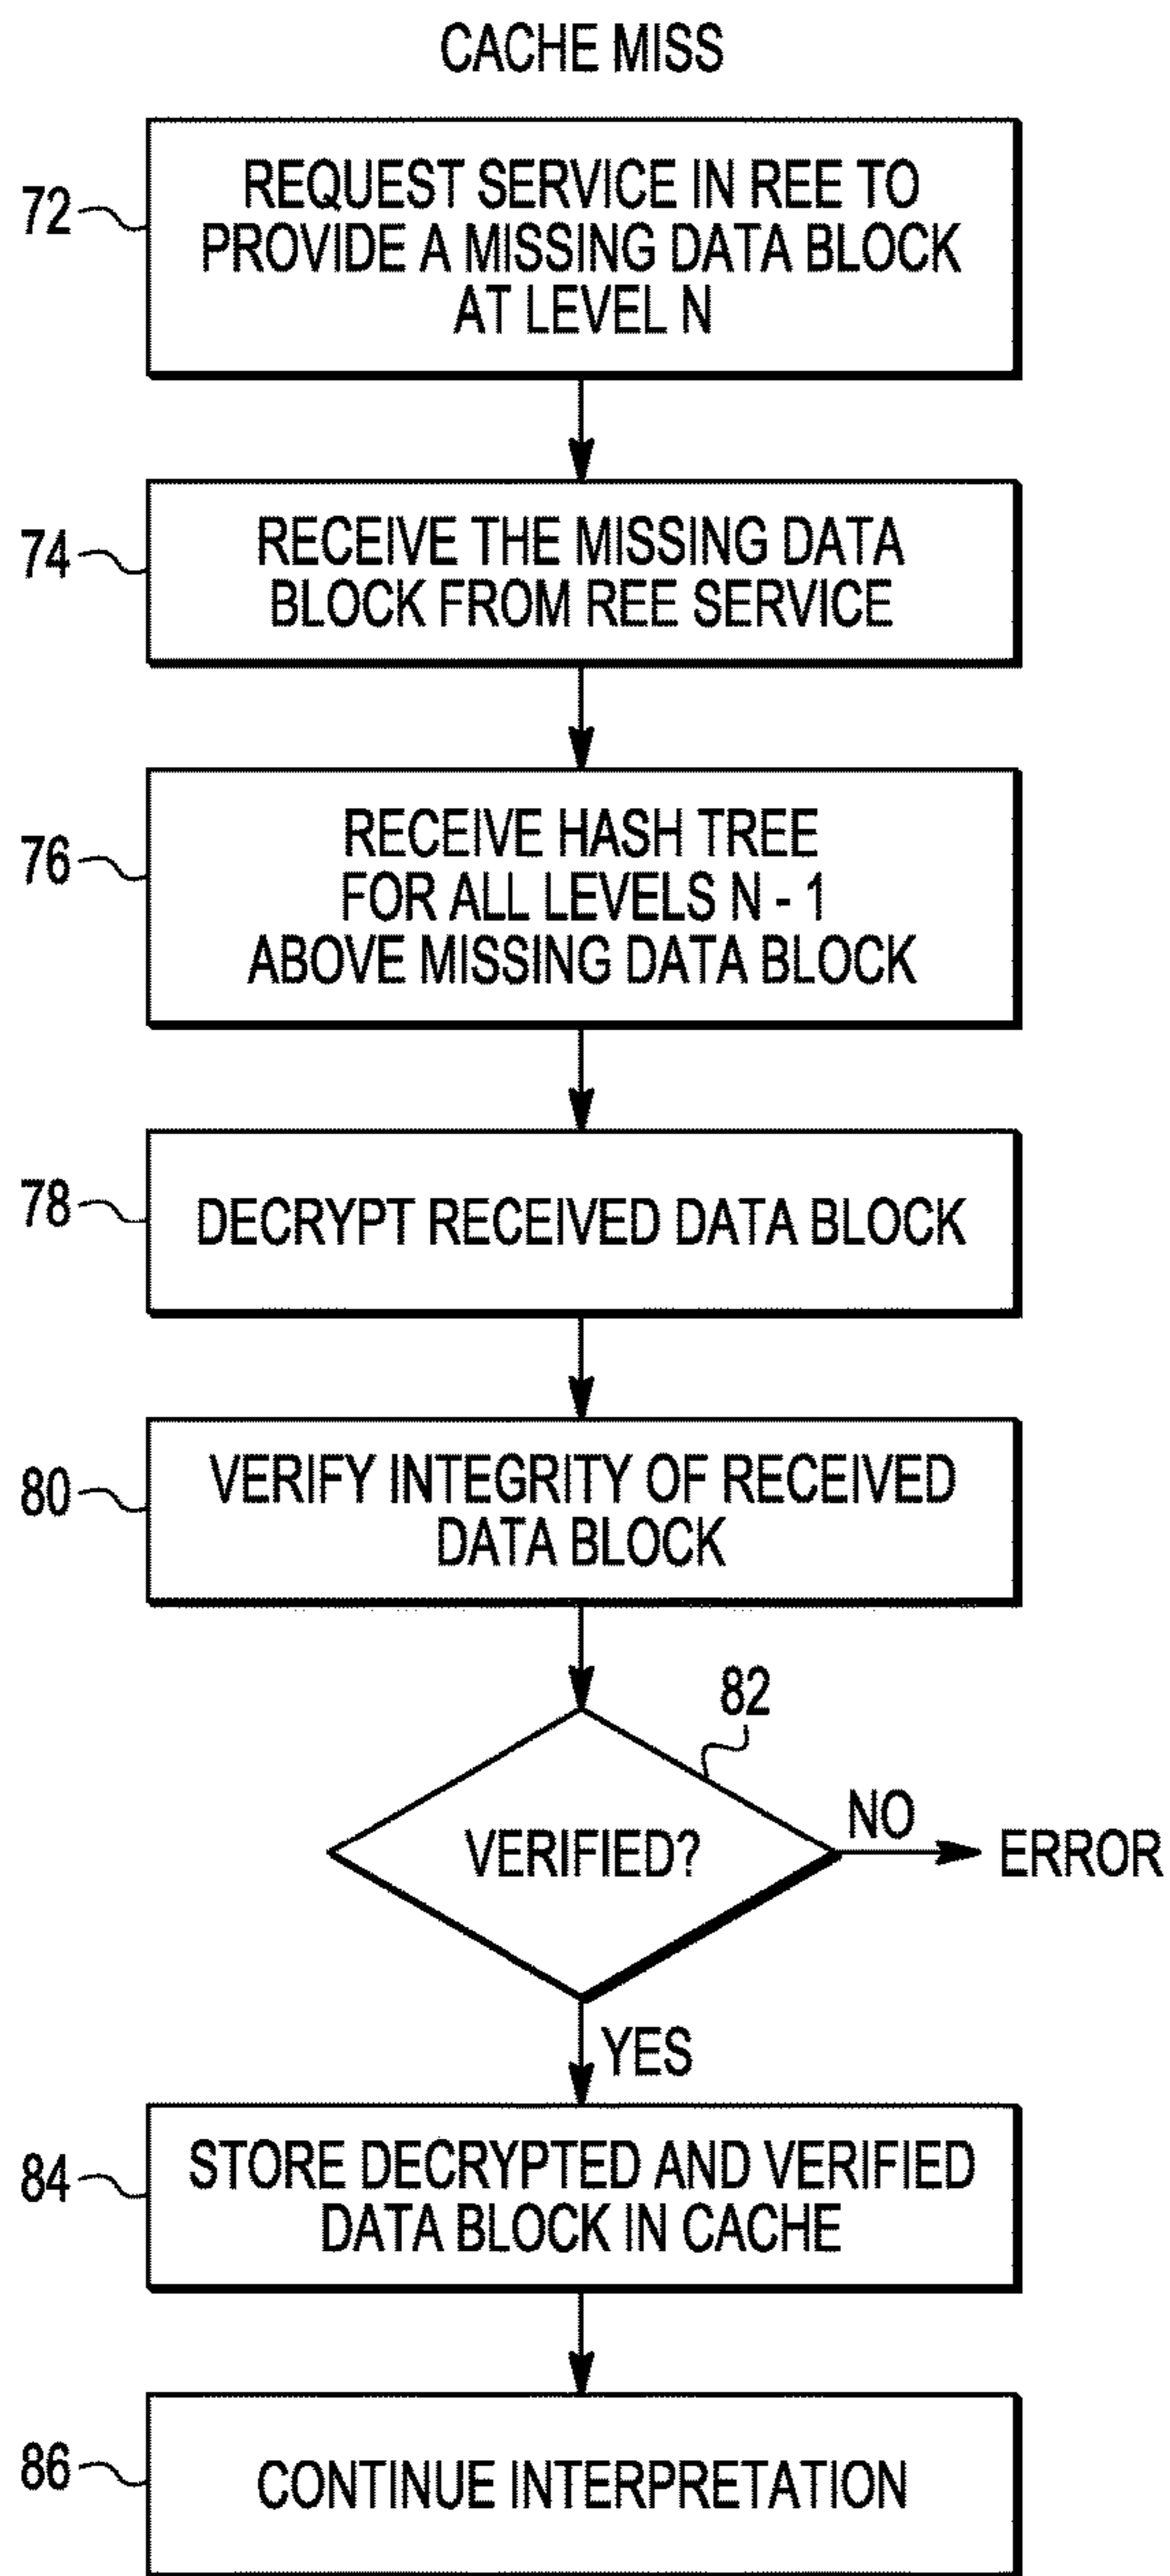 CACHE MISS
72
REQUEST SERVICE IN REE TO
PROVIDE A MISSING DATA BLOCK
AT LEVEL N
74
RECEIVE THE MISSING DATA
BLOCK FROM REE SERVICE
76
RECEIVE HASH TREE
FOR ALL LEVELS N - 1
ABOVE MISSING DATA BLOCK
78
DECRYPT RECEIVED DATA BLOCK
80
VERIFY INTEGRITY OF RECEIVED
DATA BLOCK
82
VERIFIED?
NO
ERROR
YES
84
STORE DECRYPTED AND VERIFIED
DATA BLOCK IN CACHE
86
CONTINUE INTERPRETATION